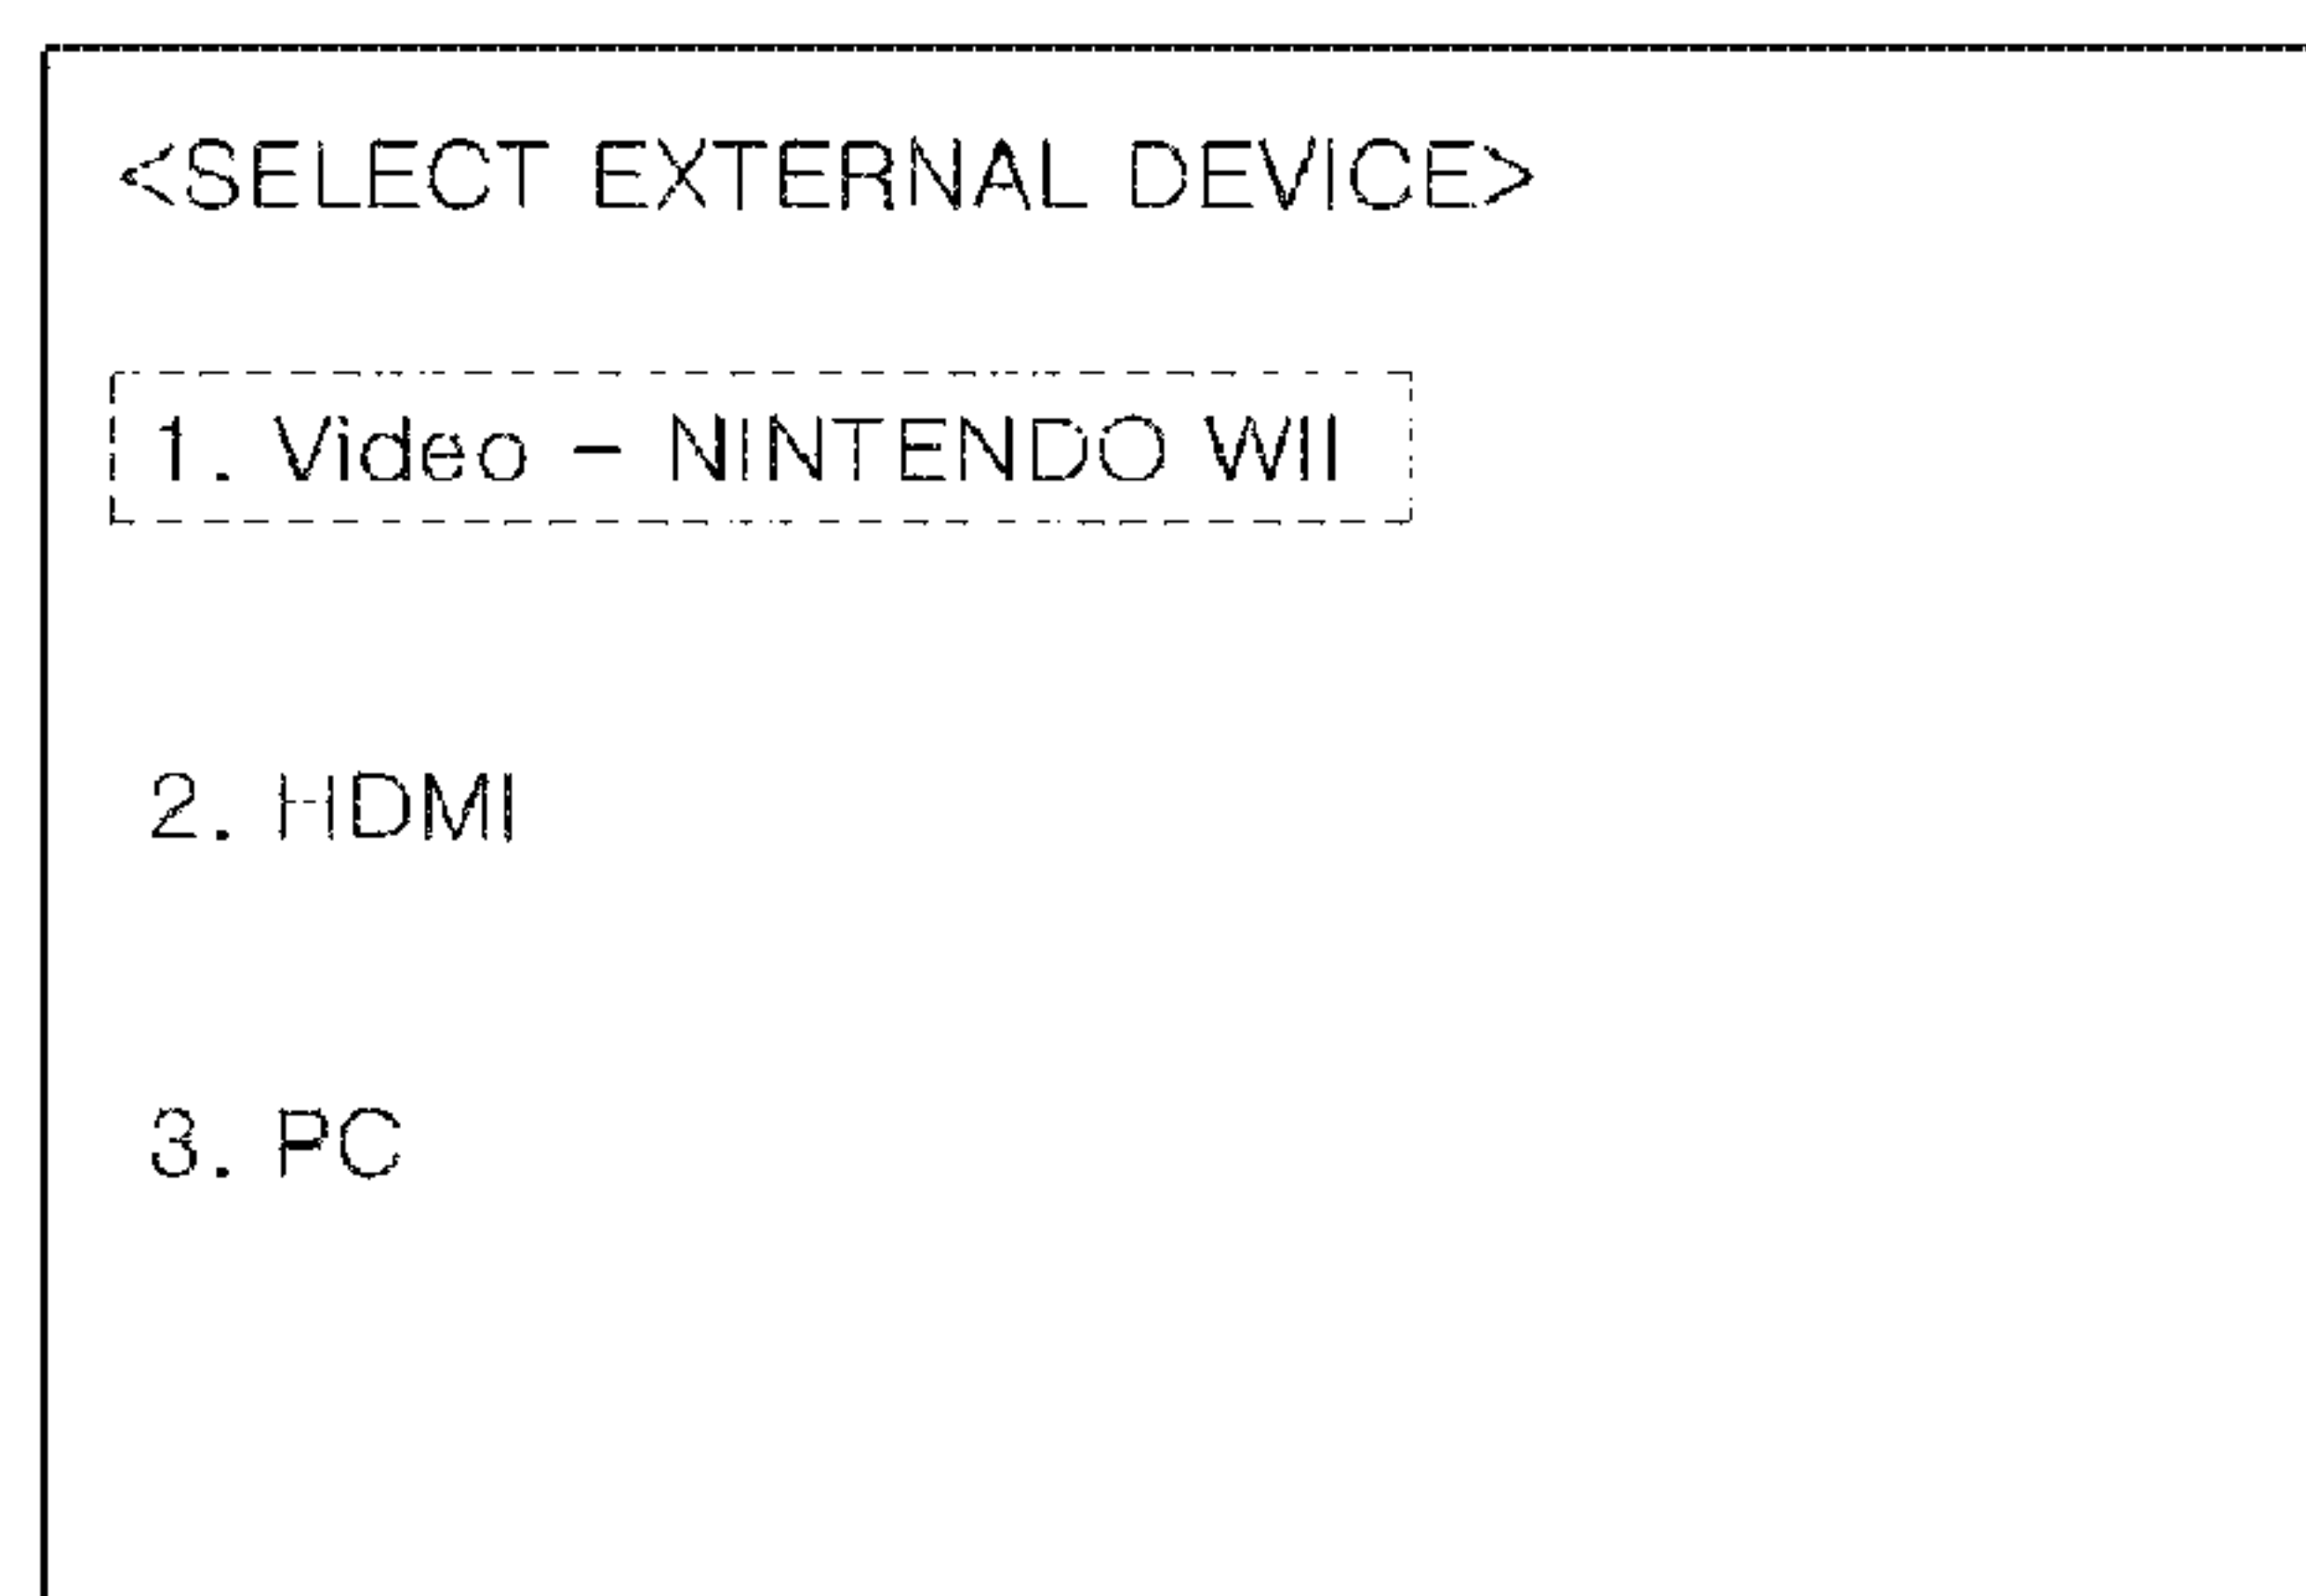 <SELECT EXTERNAL DEVICE>
1. Video - NINTENDO WII
2. HDMI
3. PC